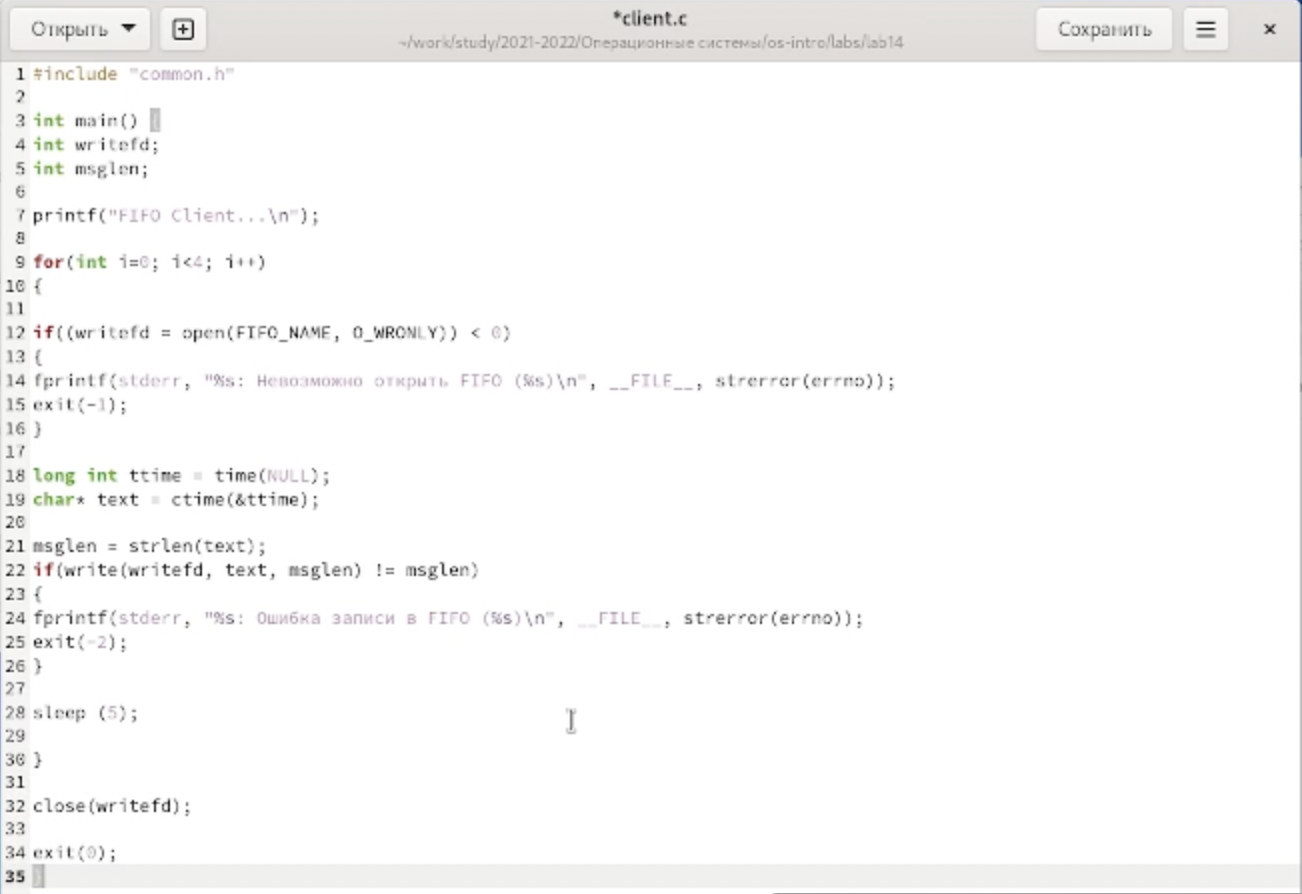 Открыть
*client.c
~/work/study/2021-2022/Операционные системы/os-intro/labs/lab14
Сохранить
1 #include "common.h"
2
3 int main() {
4 int writefd;
5 int msglen;
6
7 printf("FIFO Client...\n");
8
9 for(int i=0; i<4; i++)
10 {
11
12 if((writefd = open(FIFO_NAME, O_WRONLY)) < 0)
13 {
14 fprintf(stderr, "%s: Невозможно открыть FIFO (%s)\n", __FILE__, strerror(errno));
15 exit(-1);
16 }
17
18 long int ttime = time(NULL);
19 char* text = ctime(&ttime);
20
21 msglen = strlen(text);
22 if(write(writefd, text, msglen) != msglen)
23 {
24 fprintf(stderr, "%s: Ошибка записи в FIFO (%s)\n", __FILE__, strerror(errno));
25 exit(-2);
26 }
27
28 sleep (5);
29
30 }
31
32 close(writefd);
33
34 exit(0);
35 }